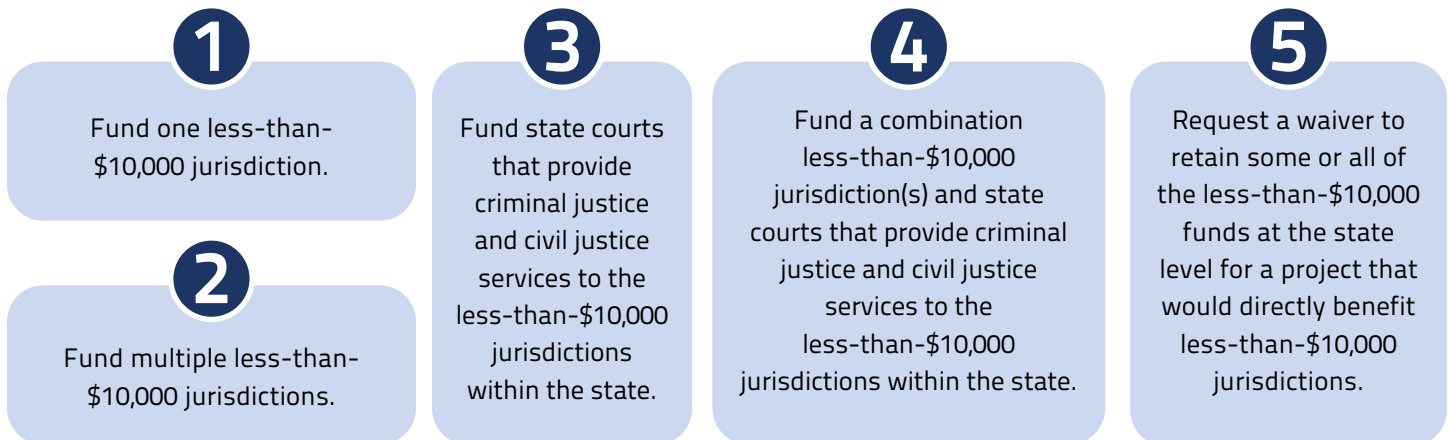 1
Fund one less-than-
$10,000 jurisdiction.
2
Fund multiple less-than-
$10,000 jurisdictions.
3
Fund state courts
that provide
criminal justice
and civil justice
services to the
less-than-$10,000
jurisdictions
within the state.
4
Fund a combination
less-than-$10,000
jurisdiction(s) and state
courts that provide criminal
justice and civil justice
services to the
less-than-$10,000
jurisdictions within the state.
5
Request a waiver to
retain some or all of
the less-than-$10,000
funds at the state
level for a project that
would directly benefit
less-than-$10,000
jurisdictions.